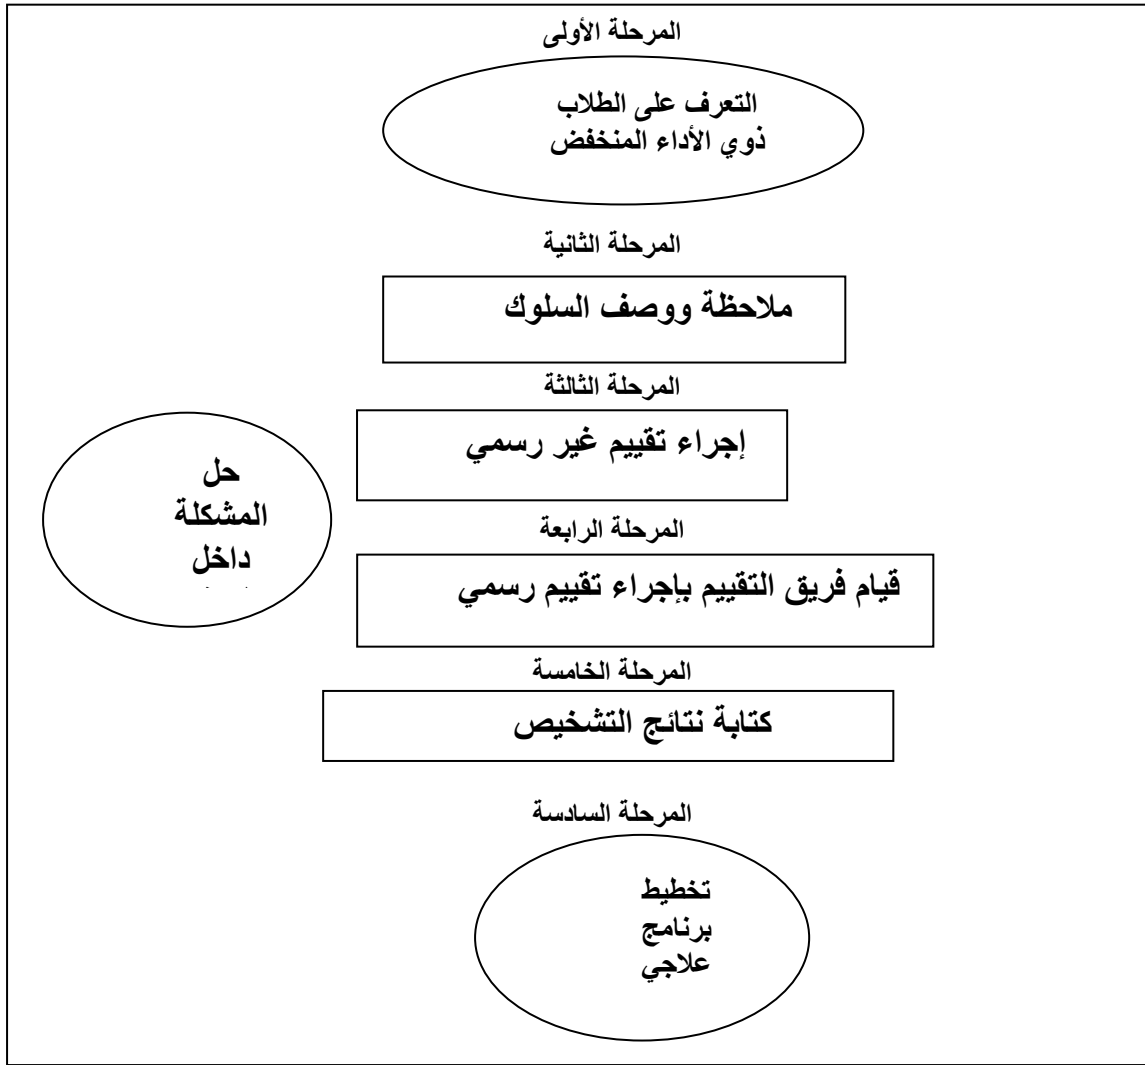 المرحلة الأولى
التعرف على الطلاب
ذوي الأداء المنخفض
المرحلة الثانية
ملاحظة ووصف السلوك
المرحلة الثالثة
إجراء تقييم غير رسمي
حل
المشكلة
داخل
المرحلة الرابعة
قيام فريق التقييم بإجراء تقييم رسمي
المرحلة الخامسة
كتابة نتائج التشخيص
المرحلة السادسة
تخطيط
برنامج
علاجي